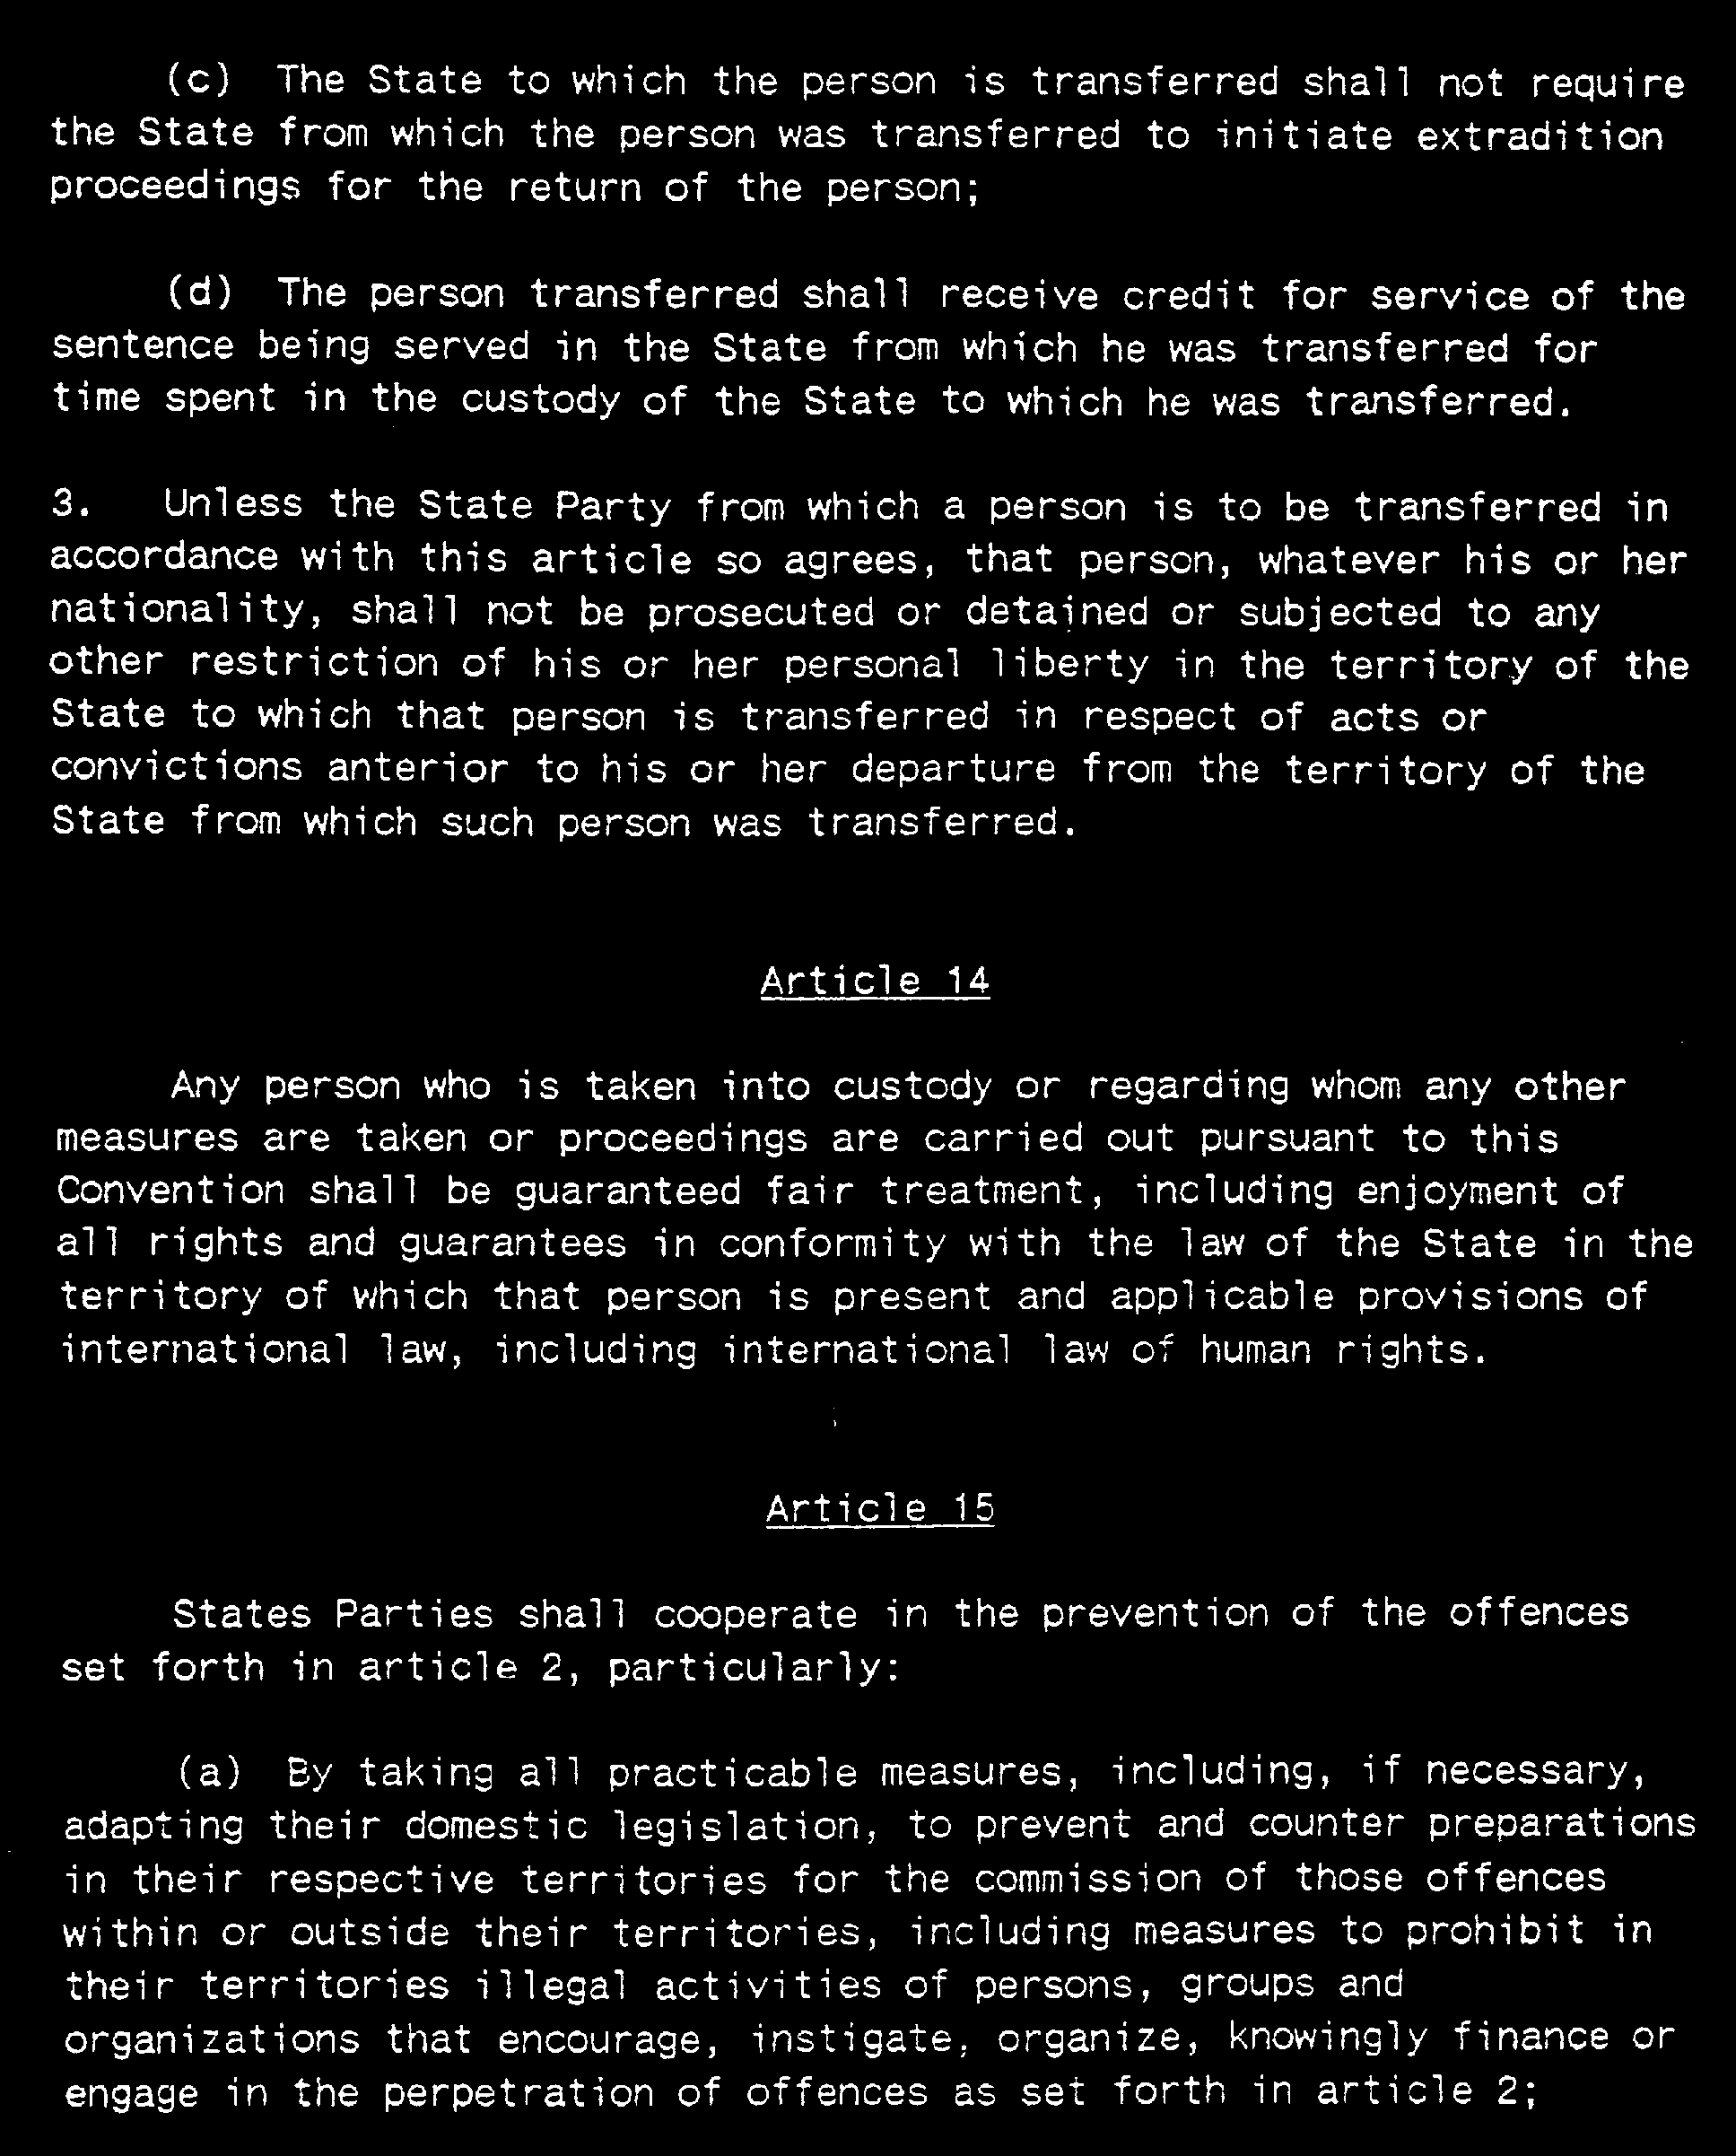 (c) The State to which the person is transferred shall not require
the State from which the person was transferred to initiate extradition
proceedings for the return of the person;
(d) The person transferred shall receive credit for service of the
sentence being served in the State from which he was transferred for
time spent in the custody of the State to which he was transferred.
3. Unless the State Party from which a person is to be transferred in
accordance with this article so agrees, that person, whatever his or her
nationality, shall not be prosecuted or detained or subjected to any
other restriction of his or her personal liberty in the territory of the
State to which that person is transferred in respect of acts or
convictions anterior to his or her departure from the territory of the
State from which such person was transferred.
Article 14
Any person who is taken into custody or regarding whom any other
measures are taken or proceedings are carried out pursuant to this
Convention shall be guaranteed fair treatment, including enjoyment of
all rights and guarantees in conformity with the law of the State in the
territory of which that person is present and applicable provisions of
international law, including international law of human rights.
Article 15
States Parties shall cooperate in the prevention of the offences
set forth in article 2, particularly:
(a) By taking all practicable measures, including, if necessary,
adapting their domestic legislation, to prevent and counter preparations
in their respective territories for the commission of those offences
within or outside their territories, including measures to prohibit in
their territories illegal activities of persons, groups and
organizations that encourage, instigate, organize, knowingly finance or
engage in the perpetration of offences as set forth in article 2;